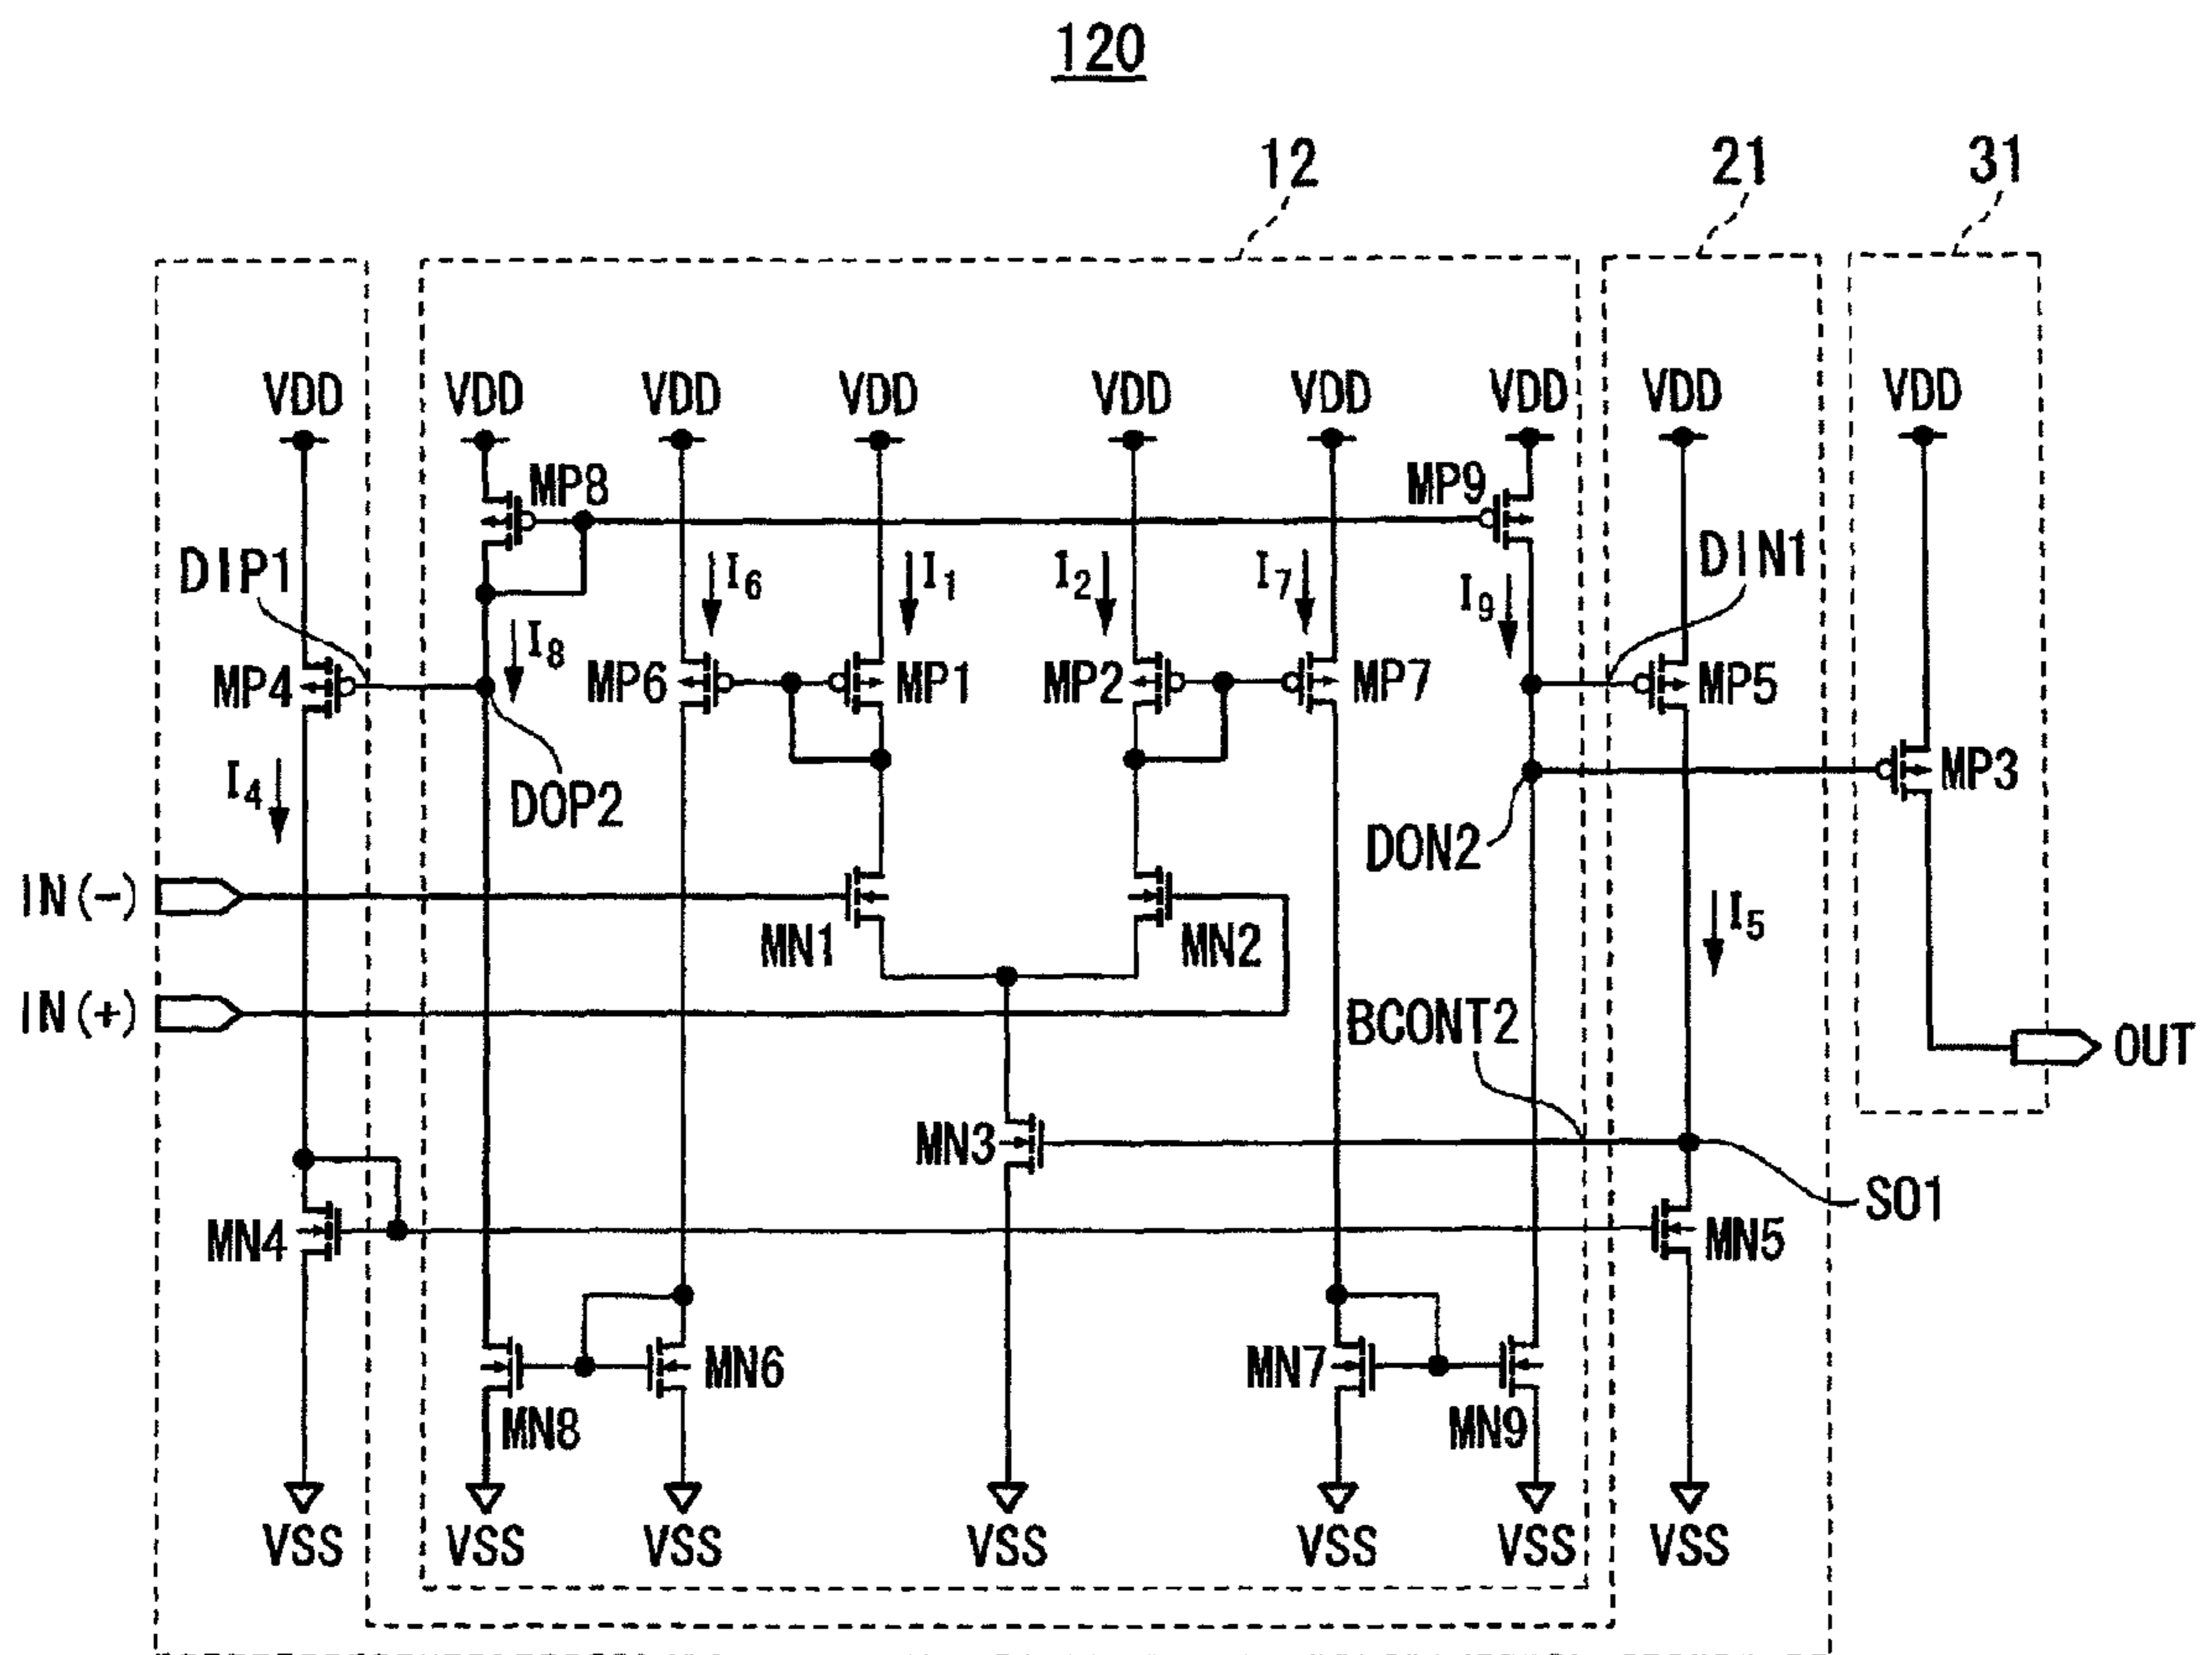 120
12
21
31
VDD VDD VDD VDD VDD VDD VDD VDD VDD
MP8 MP9
DIP1 I6 I1 I2 I7 I9 DIN1
I8
MP4 MP6 MP1 MP2 MP7 MP5
I4 DOP2 DON2 MP3
IN(-) MN1 MN2 I5
IN(+) BCONT2 OUT
MN3
SO1
MN4 MN5
MN6 MN7
MN8 MN9
VSS VSS VSS VSS VSS VSS VSS